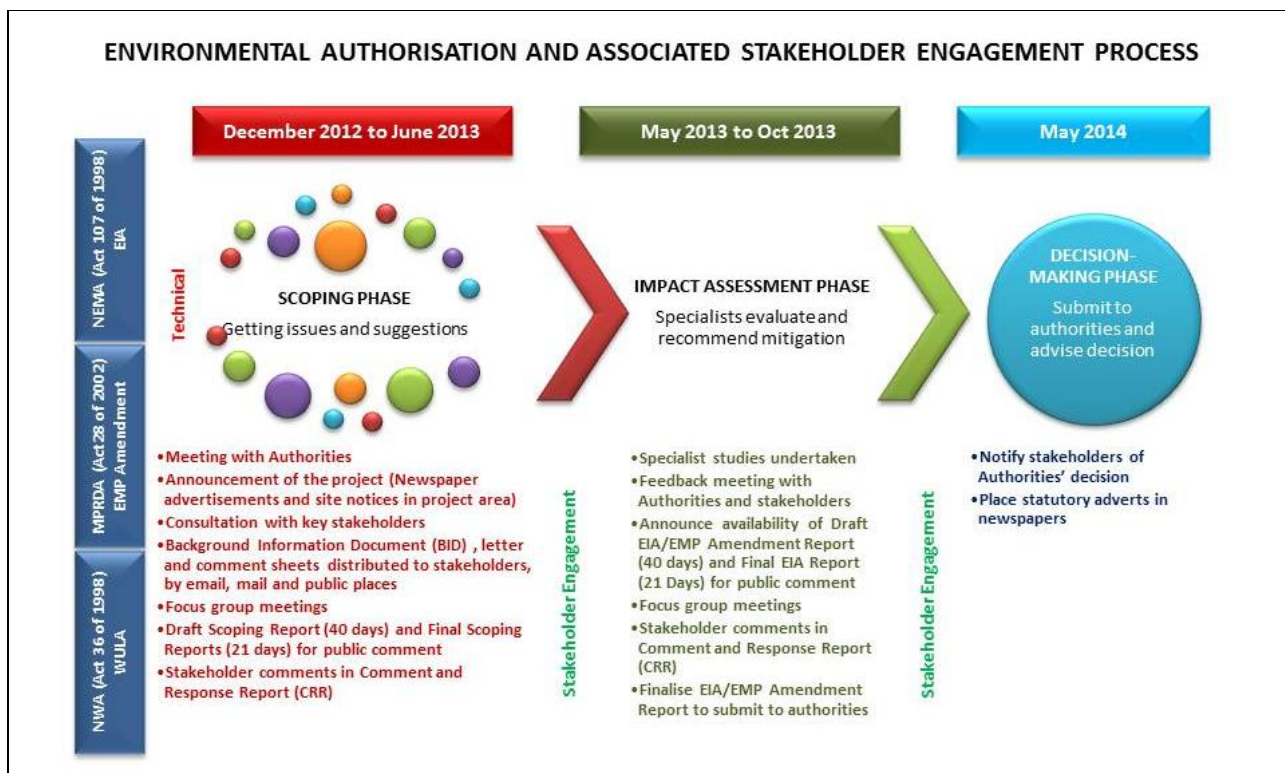 ENVIRONMENTAL AUTHORISATION AND ASSOCIATED STAKEHOLDER ENGAGEMENT PROCESS
December 2012 to June 2013
May 2013 to Oct 2013
May 2014
NEMA (Act 107 of 1998)
EIA
MPRDA (Act28 of 2002)
EMP Amendment
NWA (Act 36 of 1998)
WULA
Technical
SCOPING PHASE
Getting issues and suggestions
•Meeting with Authorities
•Announcement of the project (Newspaper
advertisements and site notices in project area)
•Consultation with key stakeholders
•Background Information Document (BID) , letter
and comment sheets distributed to stakeholders,
by email, mail and public places
•Focus group meetings
•Draft Scoping Report (40 days) and Final Scoping
Reports (21 days) for public comment
•Stakeholder comments in Comment and
Response Report (CRR)
Stakeholder Engagement
IMPACT ASSESSMENT PHASE
Specialists evaluate and
recommend mitigation
•Specialist studies undertaken
•Feedback meeting with
Authorities and stakeholders
•Announce availability of Draft
EIA/EMP Amendment Report
(40 days) and Final EIA Report
(21 Days) for public comment
•Focus group meetings
•Stakeholder comments in
Comment and Response Report
(CRR)
•Finalise EIA/EMP Amendment
Report to submit to authorities
Stakeholder Engagement
DECISION-
MAKING PHASE
Submit to
authorities and
advise decision
•Notify stakeholders of
Authorities' decision
•Place statutory adverts in
newspapers